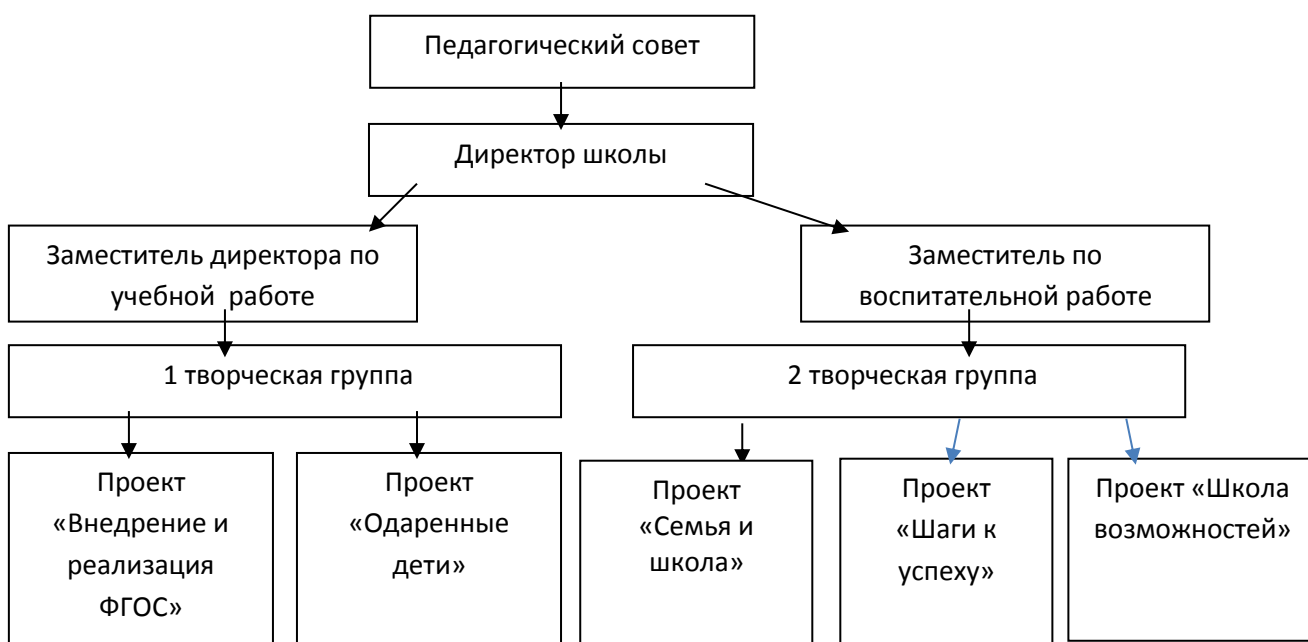 Педагогический совет
Директор школы
Заместитель директора по
учебной работе
Заместитель по
воспитательной работе
1 творческая группа
2 творческая группа
Проект
«Внедрение и
реализация
ФГОС»
Проект
«Одаренные
дети»
Проект
«Семья и
школа»
Проект
«Шаги к
успеху»
Проект «Школа
возможностей»